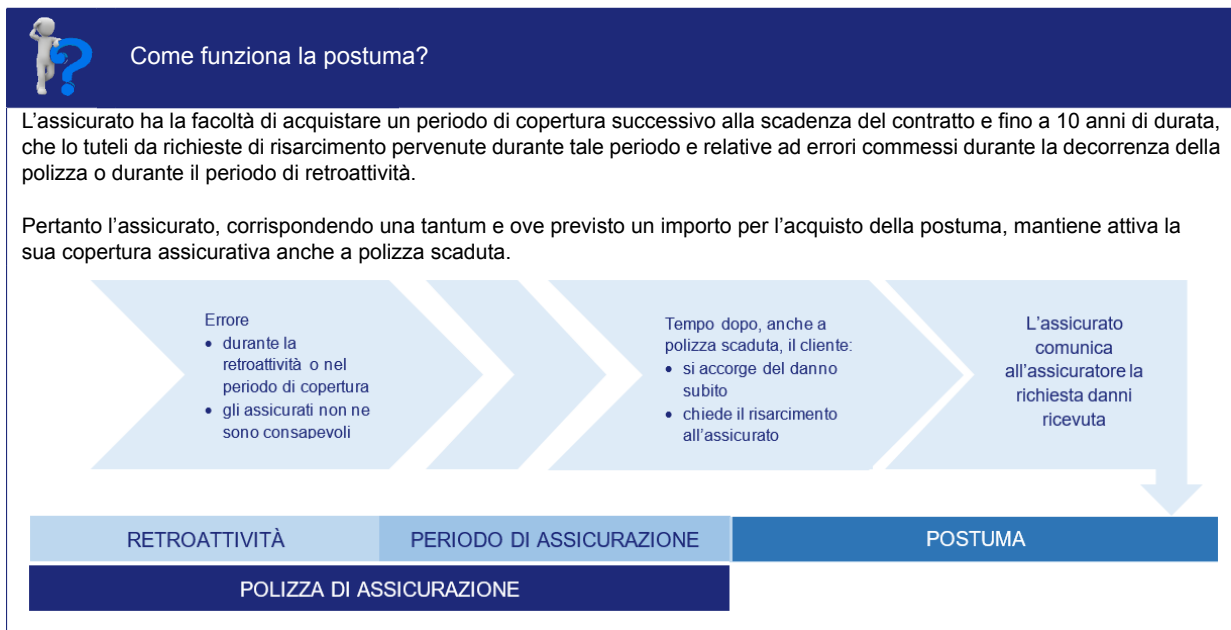 Come funziona la postuma?
L’assicurato ha la facoltà di acquistare un periodo di copertura successivo alla scadenza del contratto e fino a 10 anni di durata,
che lo tuteli da richieste di risarcimento pervenute durante tale periodo e relative ad errori commessi durante la decorrenza della
polizza o durante il periodo di retroattività.
Pertanto l’assicurato, corrispondendo una tantum e ove previsto un importo per l’acquisto della postuma, mantiene attiva la
sua copertura assicurativa anche a polizza scaduta.
Errore
• durante la
retroattività o nel
periodo di copertura
• gli assicurati non ne
sono consapevoli
Tempo dopo, anche a
polizza scaduta, il cliente:
• si accorge del danno
subito
• chiede il risarcimento
all’assicurato
L’assicurato
comunica
all’assicuratore la
richiesta danni
ricevuta
RETROATTIVITÀ
PERIODO DI ASSICURAZIONE
POSTUMA
POLIZZA DI ASSICURAZIONE